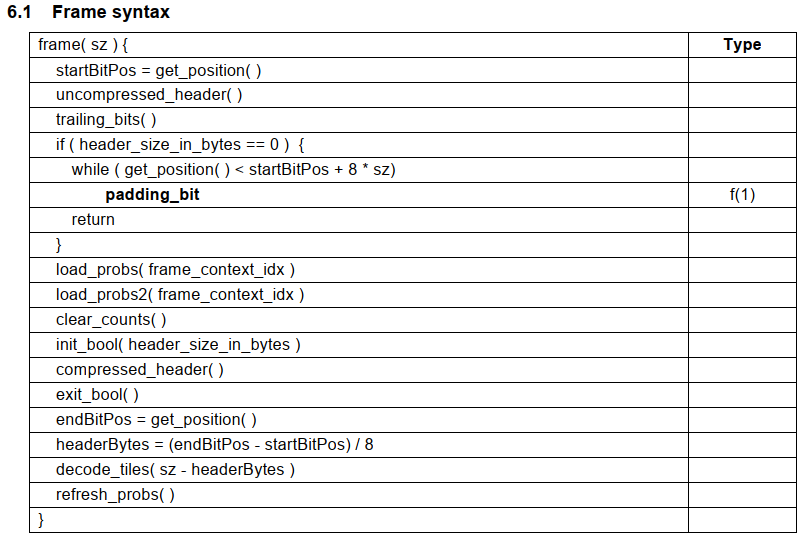 6.1 Frame syntax
frame( sz ) { Type
startBitPos = get_position( )
uncompressed_header( )
trailing_bits( )
if ( header_size_in_bytes == 0 ) {
while ( get_position( ) < startBitPos + 8 * sz)
padding_bit f(1)
return
}
load_probs( frame_context_idx )
load_probs2( frame_context_idx )
clear_counts( )
init_bool( header_size_in_bytes )
compressed_header( )
exit_bool( )
endBitPos = get_position( )
headerBytes = (endBitPos - startBitPos) / 8
decode_tiles( sz - headerBytes )
refresh_probs( )
}